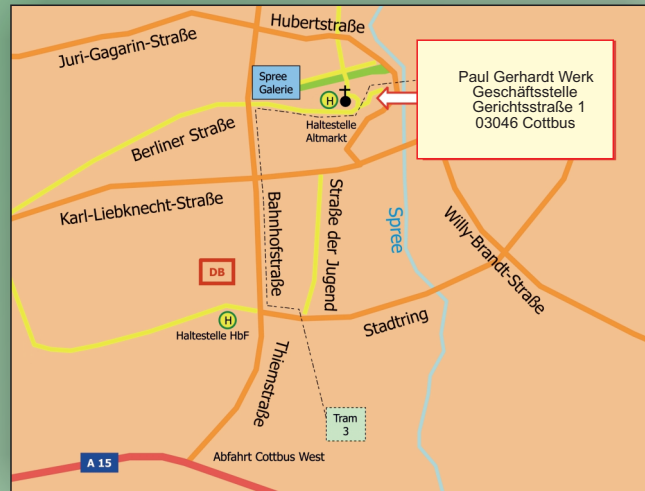 Hubertstraße
Juri-Gagarin-Straße
Spree
Galerie
H
Haltestelle
Altmarkt
Paul Gerhardt Werk
Geschäftsstelle
Gerichtsstraße 1
03046 Cottbus
Berliner Straße
Karl-Liebknecht-Straße
Bahnhofstraße
Straße der Jugend
Spree
Willy-Brandt-Straße
DB
H
Haltestelle HbF
Stadtring
Thiemstraße
Tram
3
A 15
Abfahrt Cottbus West